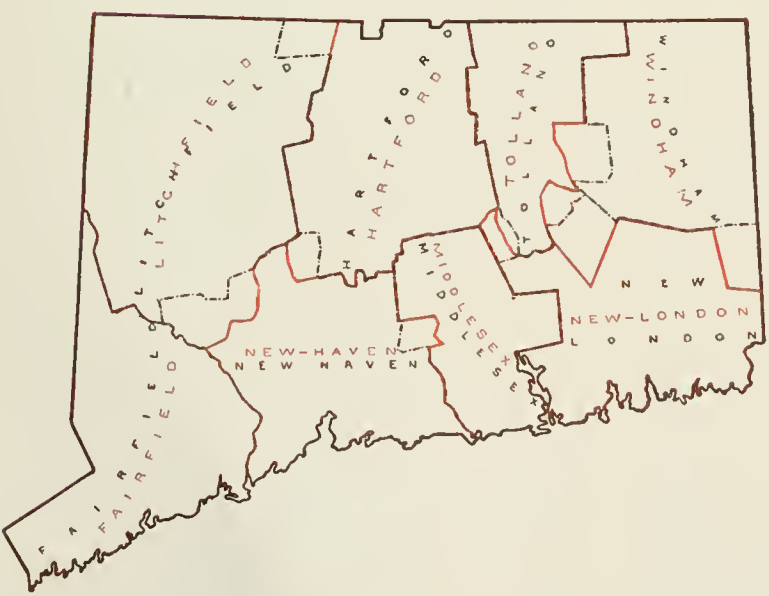 LITCHFIELD
LITCHFIELD
HARTFORD
HARTFORD
TOLLAND
TOLLAND
WINDHAM
WINDHAM
FAIRFIELD
FAIRFIELD
NEW-HAVEN
NEW HAVEN
MIDDLESEX
MIDDLESEX
NEW
NEW-LONDON
LONDON